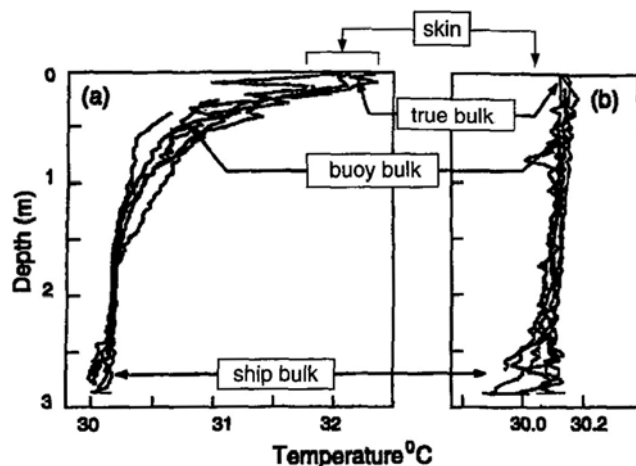 skin
0
(a)
(b)
true bulk
buoy bulk
1
Depth (m)
2
ship bulk
3
30 31 32
30.0 30.2
Temperature °C